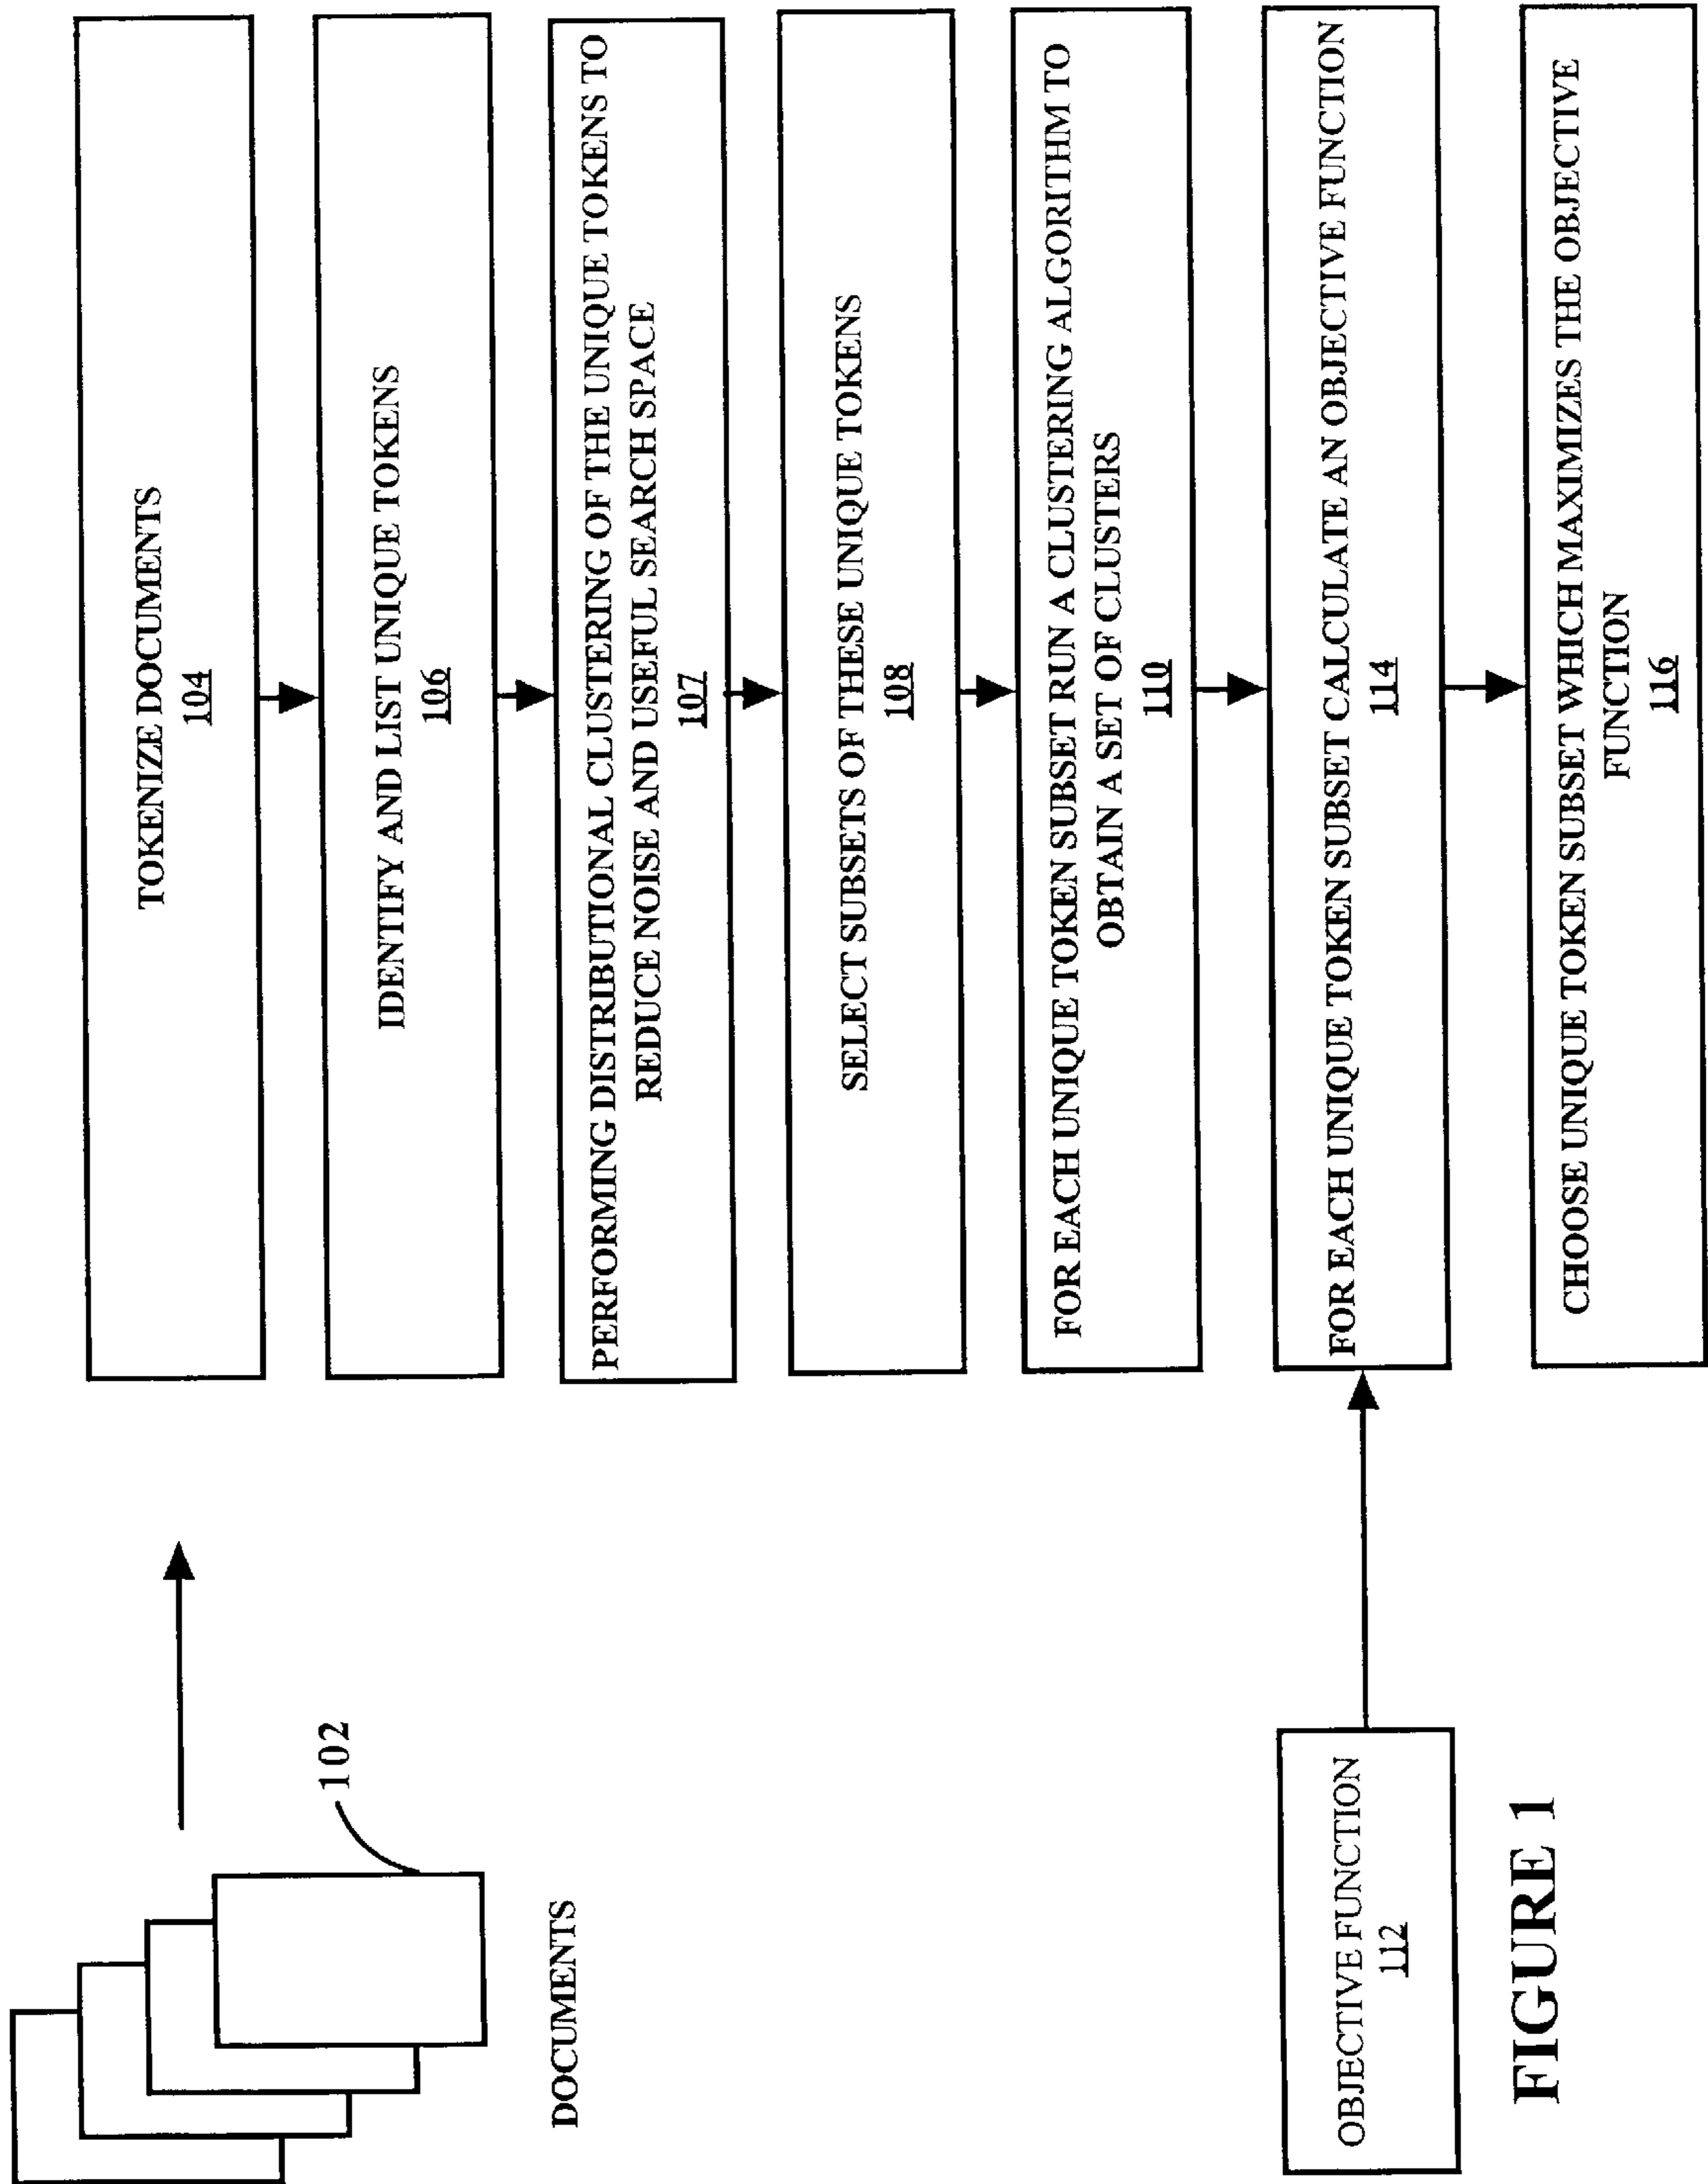 102
DOCUMENTS
TOKENIZE DOCUMENTS
104
IDENTIFY AND LIST UNIQUE TOKENS
106
PERFORMING DISTRIBUTIONAL CLUSTERING OF THE UNIQUE TOKENS TO
REDUCE NOISE AND USEFUL SEARCH SPACE
107
SELECT SUBSETS OF THESE UNIQUE TOKENS
108
FOR EACH UNIQUE TOKEN SUBSET RUN A CLUSTERING ALGORITHM TO
OBTAIN A SET OF CLUSTERS
110
OBJECTIVE FUNCTION
112
FOR EACH UNIQUE TOKEN SUBSET CALCULATE AN OBJECTIVE FUNCTION
114
CHOOSE UNIQUE TOKEN SUBSET WHICH MAXIMIZES THE OBJECTIVE
FUNCTION
116
FIGURE 1